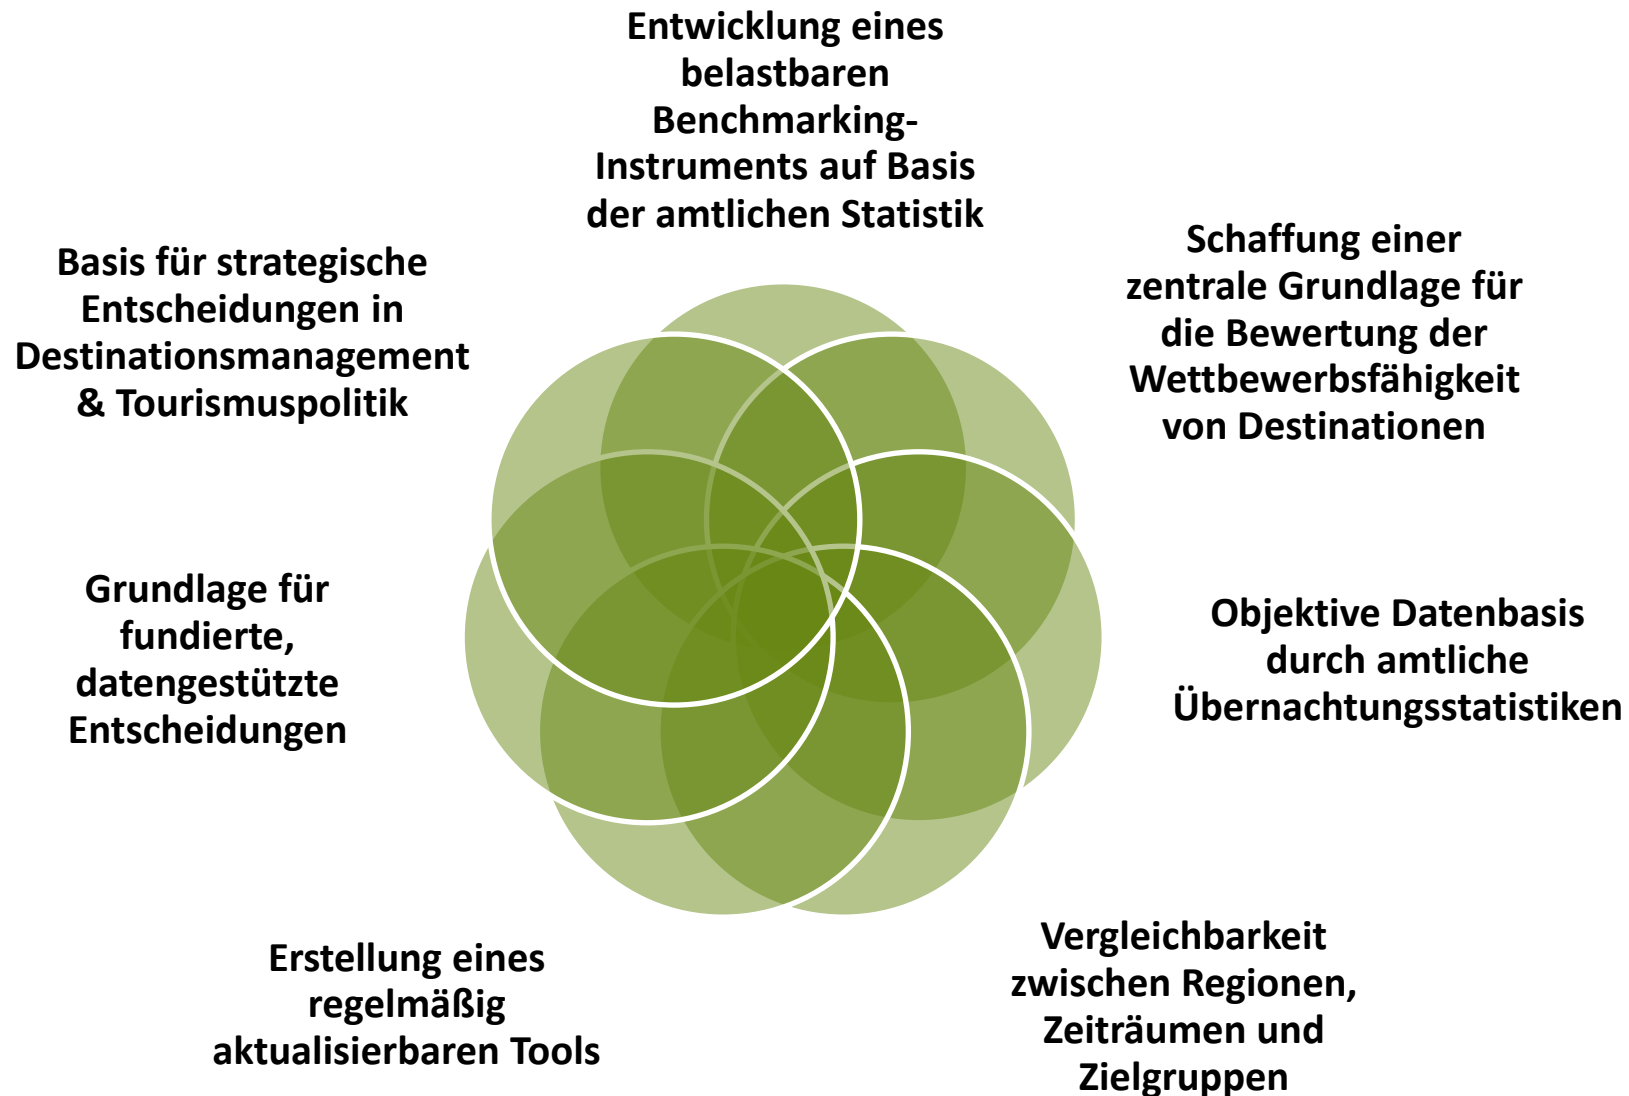 Entwicklung eines
belastbaren
Benchmarking-
Instruments auf Basis
der amtlichen Statistik
Schaffung einer
zentrale Grundlage für
die Bewertung der
Wettbewerbsfähigkeit
von Destinationen
Objektive Datenbasis
durch amtliche
Übernachtungsstatistiken
Vergleichbarkeit
zwischen Regionen,
Zeiträumen und
Zielgruppen
Erstellung eines
regelmäßig
aktualisierbaren Tools
Grundlage für
fundierte,
datengestützte
Entscheidungen
Basis für strategische
Entscheidungen in
Destinationsmanagement
& Tourismuspolitik